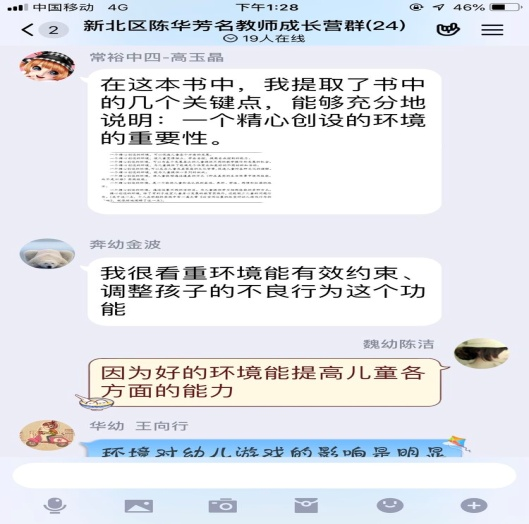 中国移动 4G 下午1:28 46%
2 新北区陈华芳名教师成长营群(24)
19人在线
常裕中四-高玉晶
在这本书中，我提取了书中
的几个关键点，能够充分地
说明：一个精心创设的环境
的重要性。
奔幼金波
我很看重环境能有效约束、
调整孩子的不良行为这个功
能
魏幼陈洁
因为好的环境能提高儿童各
方面的能力
华幼 王向行
环境对幼儿游戏的影响是明显